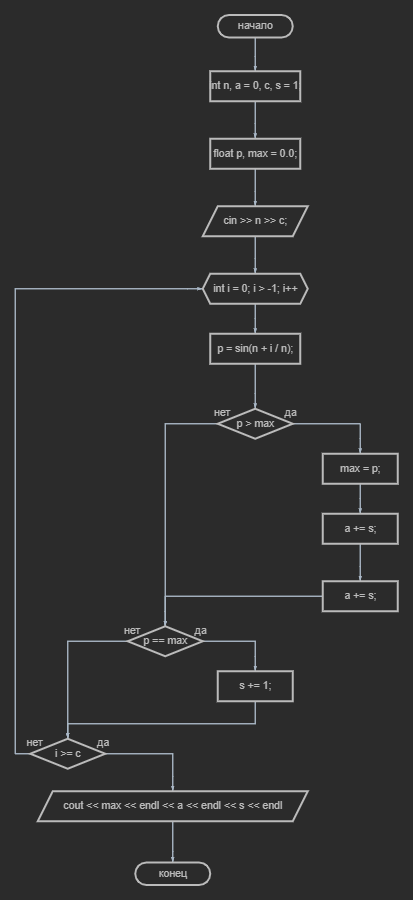 начало
int n, a = 0, c, s = 1
float p, max = 0.0;
cin >> n >> c;
int i = 0; i > -1; i++
p = sin(n + i / n);
нет
да
p > max
max = p;
a += s;
a += s;
нет
да
p == max
s += 1;
нет
да
i >= c
cout << max << endl << a << endl << s << endl
конец